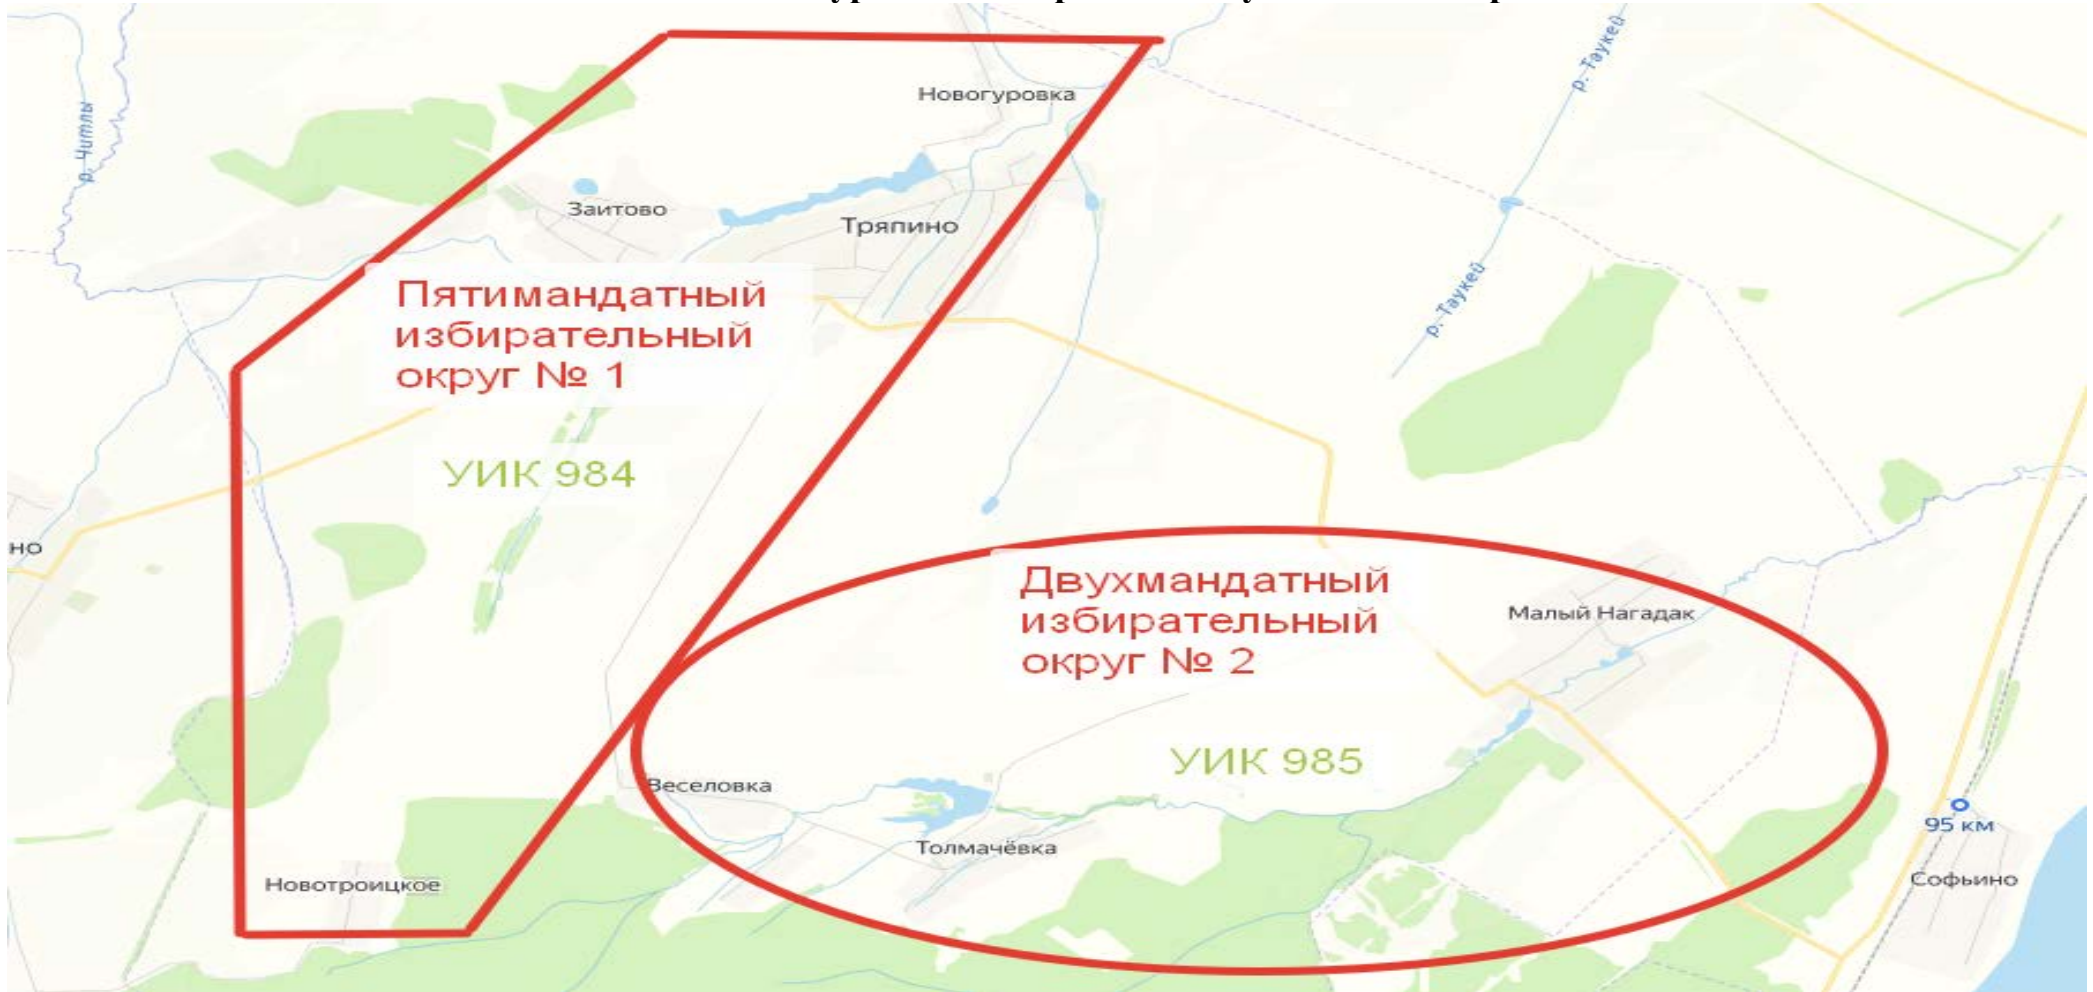 р. Таукей
Новогуровка
р. Читлы
Заитово
Тряпино
Пятимандатный
избирательный
округ № 1
р. Таукей
УИК 984
но
Двухмандатный
избирательный
округ № 2
Малый Нагадак
УИК 985
Веселовка
95 км
Толмачёвка
Софьино
Новотроицкое